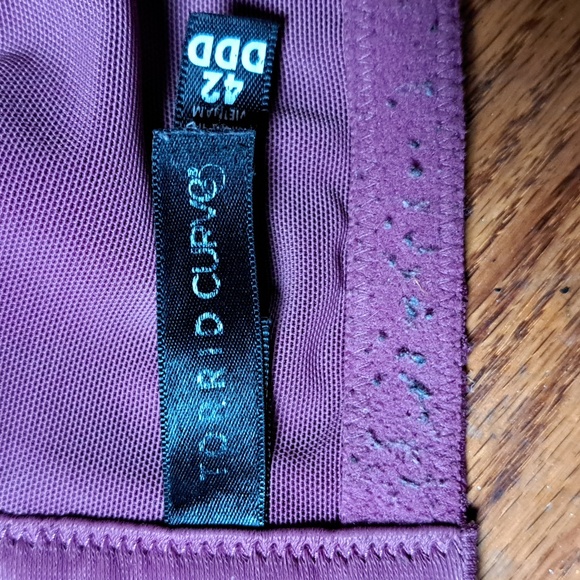 42
DDD
VIETNAM
TORRID CURVE